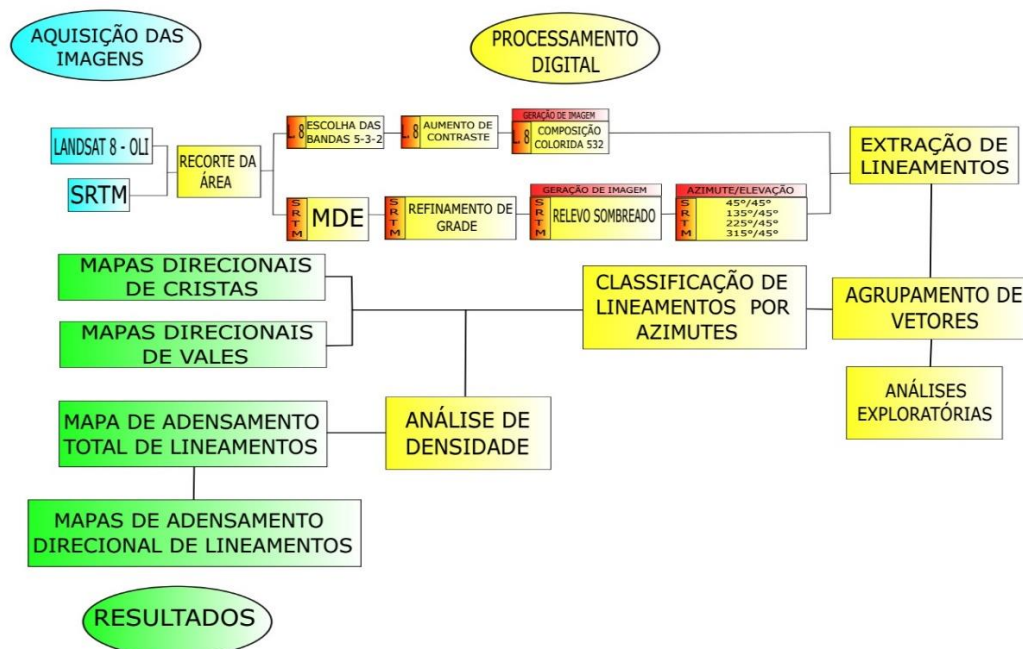 AQUISIÇÃO DAS
IMAGENS
PROCESSAMENTO
DIGITAL
LANDSAT 8 - OLI
SRTM
RECORTE DA
ÁREA
L. 8
ESCOLHA DAS
BANDAS 5-3-2
L. 8
AUMENTO DE
CONTRASTE
GERAÇÃO DE IMAGEM
L. 8
COMPOSIÇÃO
COLORIDA 532
SRTM
MDE
SRTM
REFINAMENTO DE
GRADE
GERAÇÃO DE IMAGEM
SRTM
RELEVO SOMBREADO
AZIMUTE/ELEVAÇÃO
SRTM
45°/45°
135°/45°
225°/45°
315°/45°
EXTRAÇÃO DE
LINEAMENTOS
AGRUPAMENTO DE
VETORES
ANÁLISES
EXPLORATÓRIAS
CLASSIFICAÇÃO DE
LINEAMENTOS POR
AZIMUTES
MAPAS DIRECIONAIS
DE CRISTAS
MAPAS DIRECIONAIS
DE VALES
ANÁLISE DE
DENSIDADE
MAPA DE ADENSAMENTO
TOTAL DE LINEAMENTOS
MAPAS DE ADENSAMENTO
DIRECIONAL DE LINEAMENTOS
RESULTADOS